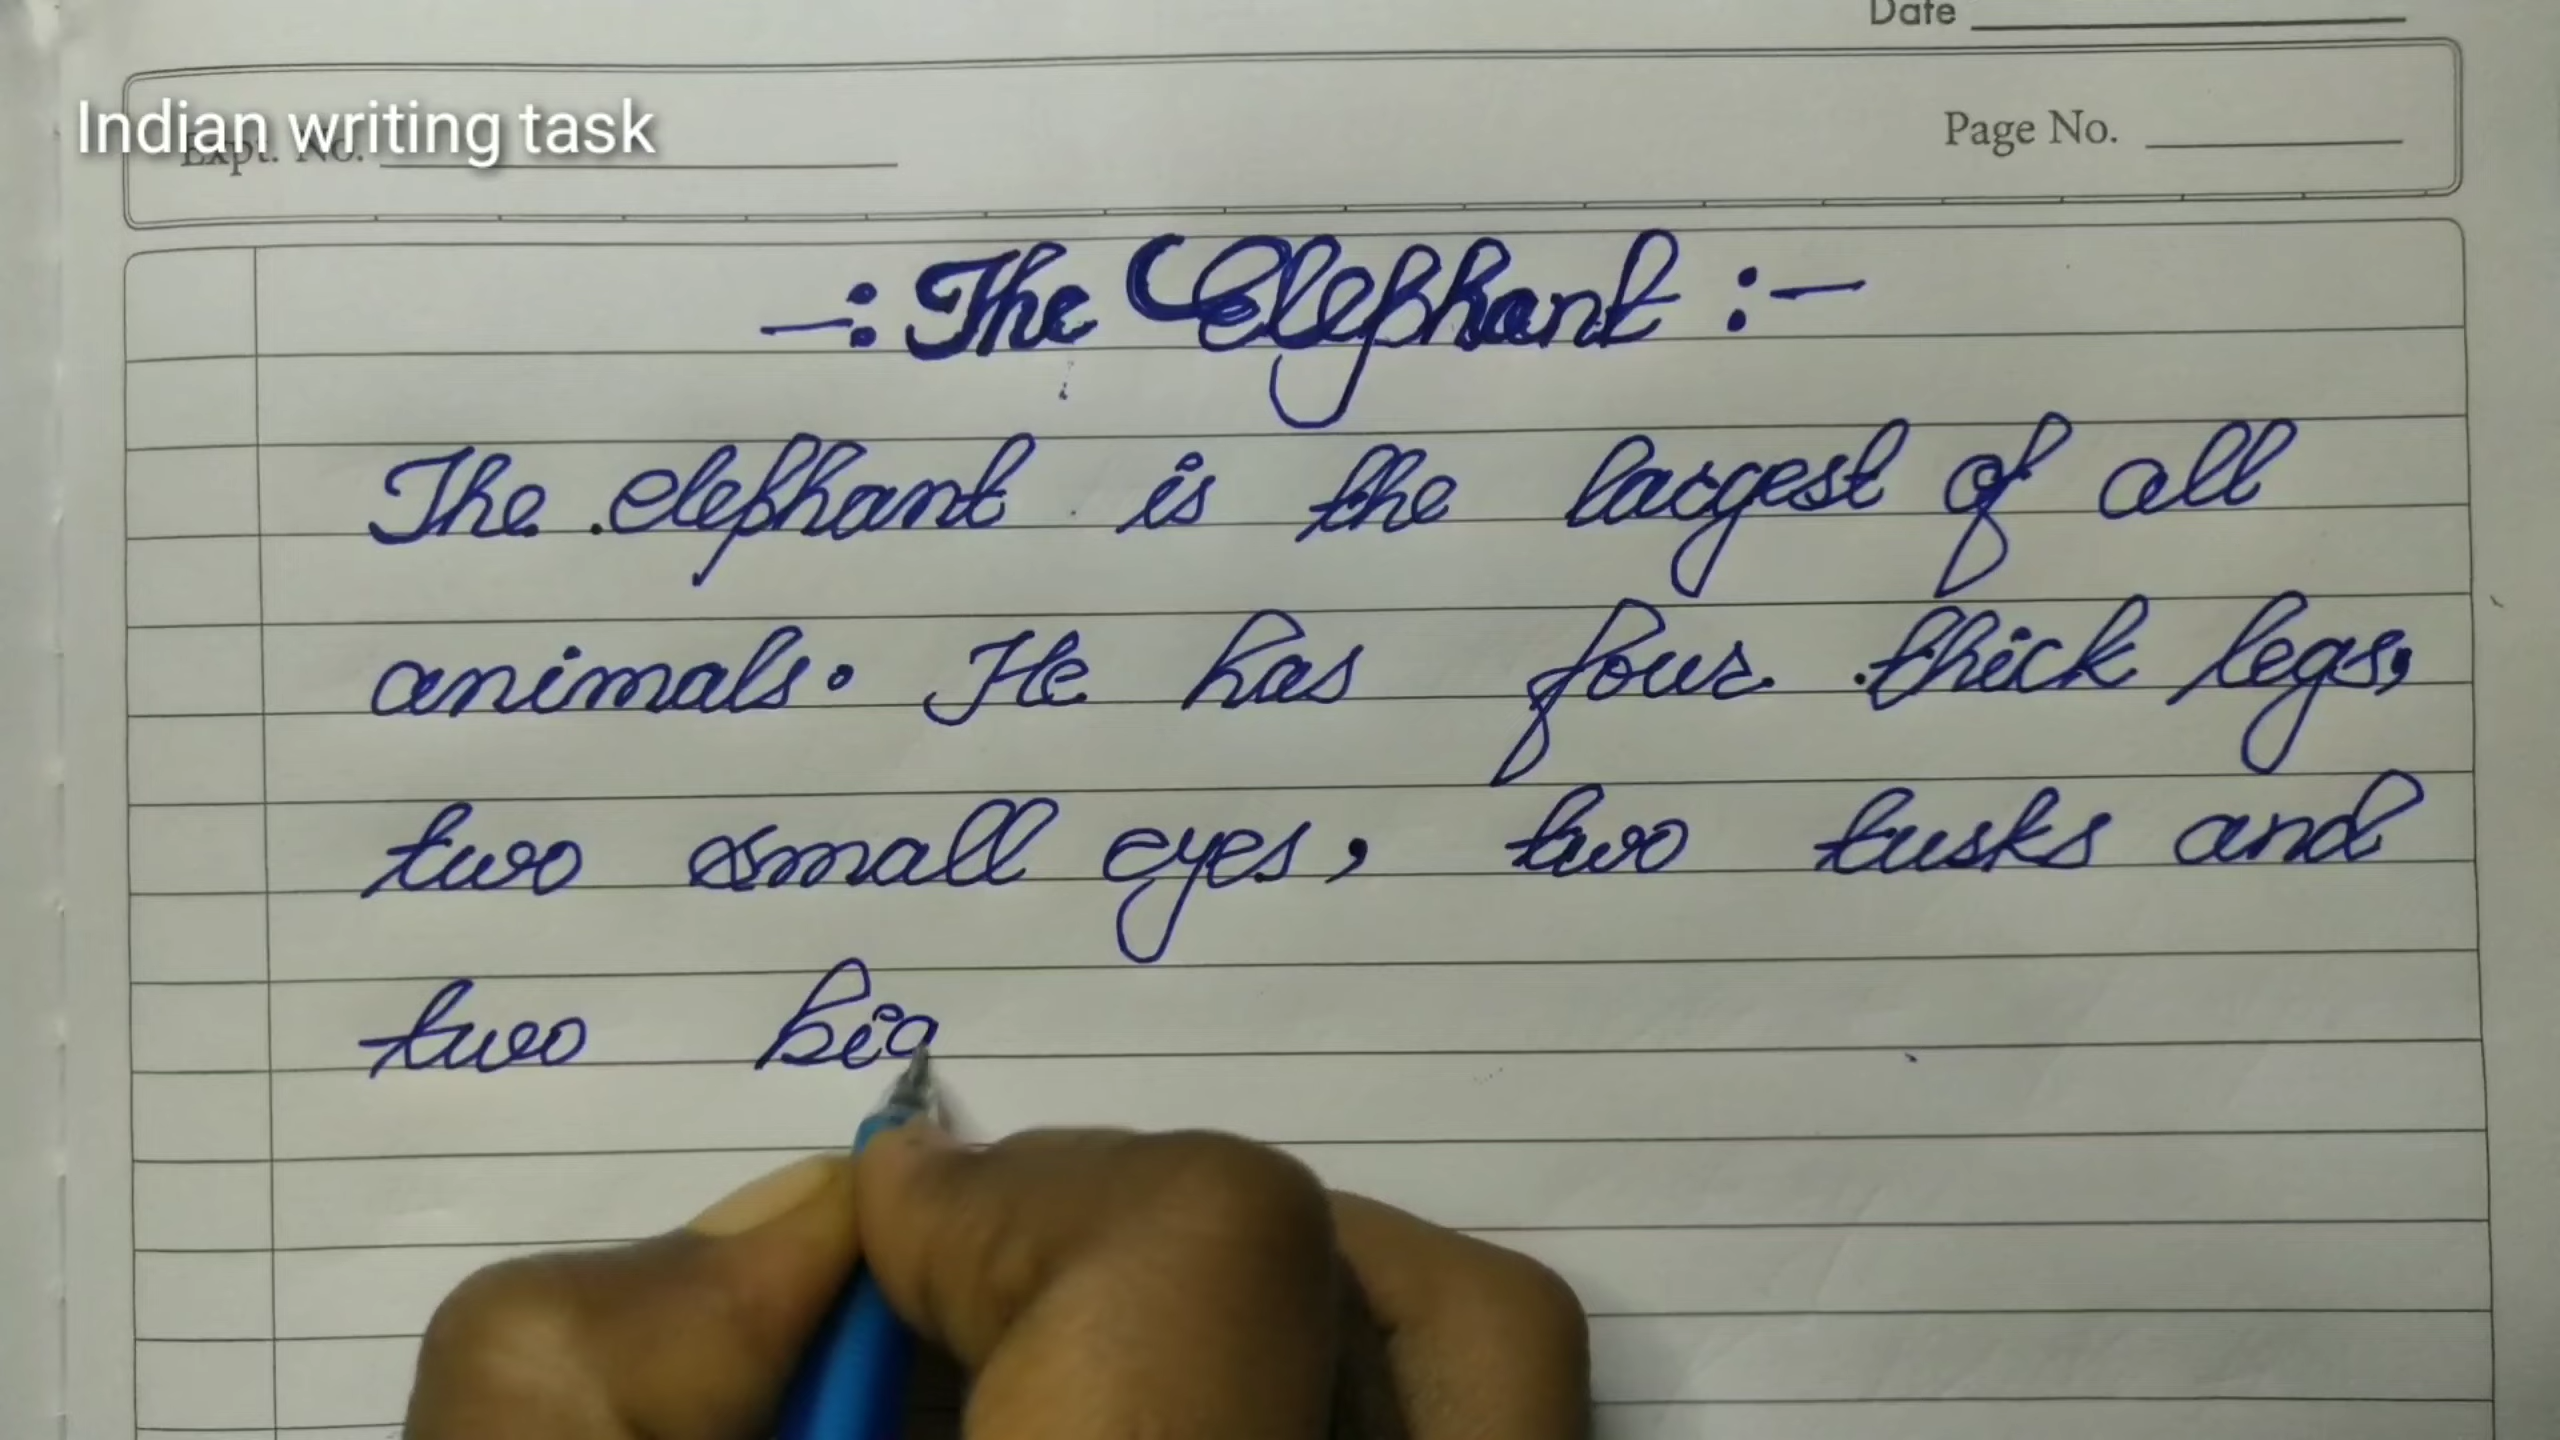 Date
Indian writing task
Expt. No.
Page No.
-: The Elephant :-
The elephant is the largest of all
animals. He has four thick legs,
two small eyes, two tusks and
two bi